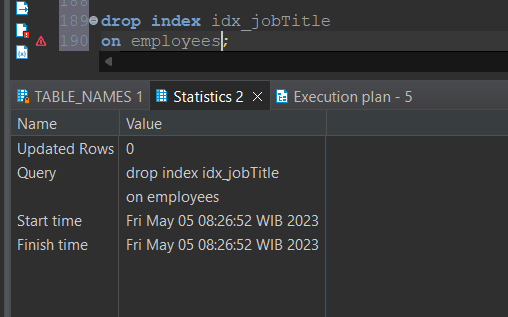 188
189 drop index idx_jobTitle
190 on employees;
TABLE_NAMES 1 Statistics 2 Execution plan - 5
Name Value
Updated Rows 0
Query drop index idx_jobTitle
on employees
Start time Fri May 05 08:26:52 WIB 2023
Finish time Fri May 05 08:26:52 WIB 2023